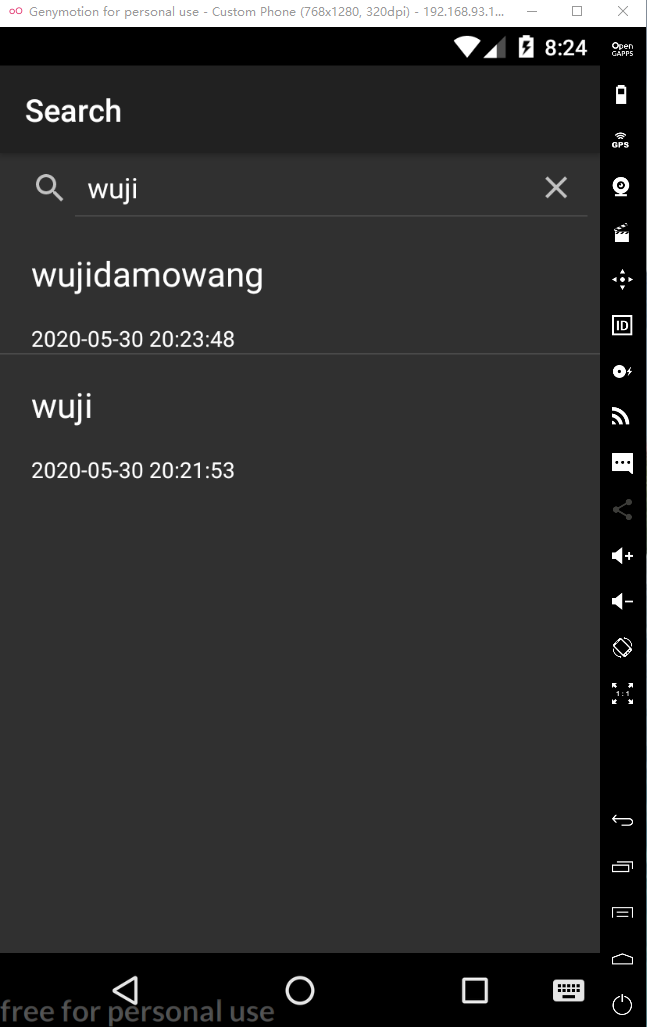 Genymotion for personal use - Custom Phone (768x1280, 320dpi) - 192.168.93.1...
8:24
Open
GAPPS
Search
GPS
wuji
wujidamowang
2020-05-30 20:23:48
ID
wuji
2020-05-30 20:21:53
1:1
free for personal use